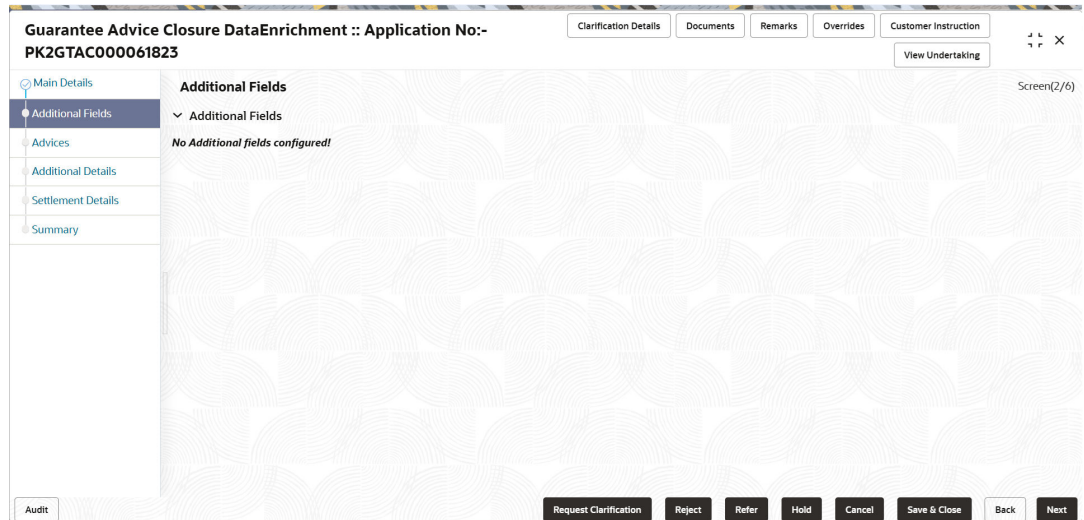 Guarantee Advice Closure DataEnrichment :: Application No:-
PK2GTAC000061823
Clarification Details
Documents
Remarks
Overrides
Customer Instruction
View Undertaking
Main Details
Additional Fields
Advices
Additional Details
Settlement Details
Summary
Additional Fields
Screen(2/6)
Additional Fields
No Additional fields configured!
Audit
Request Clarification
Reject
Refer
Hold
Cancel
Save & Close
Back
Next